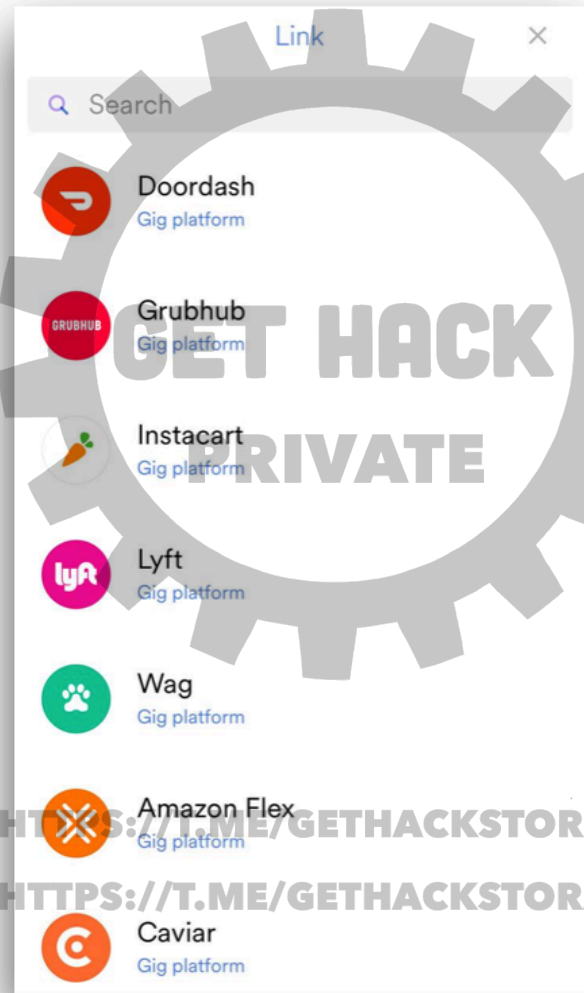 Link
Search
Doordash
Gig platform
GRUBHUB
Grubhub
Gig platform
GET HACK
Instacart
Gig platform
PRIVATE
lyft
Lyft
Gig platform
Wag
Gig platform
Amazon Flex
HTTPS://T.ME/GETHACKSTOR
Gig platform
HTTPS://T.ME/GETHACKSTOR
Caviar
Gig platform